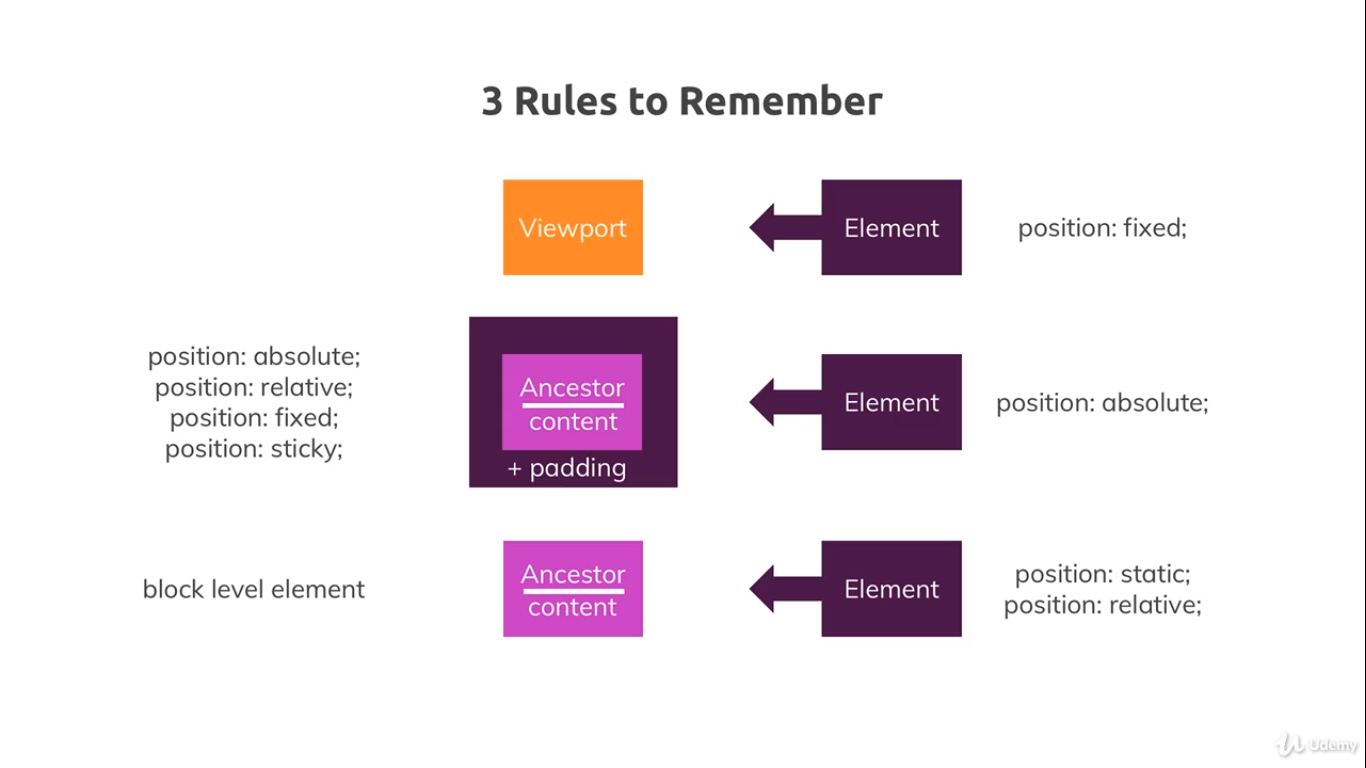 3 Rules to Remember
Viewport
Element
position: fixed;
position: absolute;
position: relative;
position: fixed;
position: sticky;
Ancestor
content
+ padding
Element
position: absolute;
block level element
Ancestor
content
Element
position: static;
position: relative;
Udemy